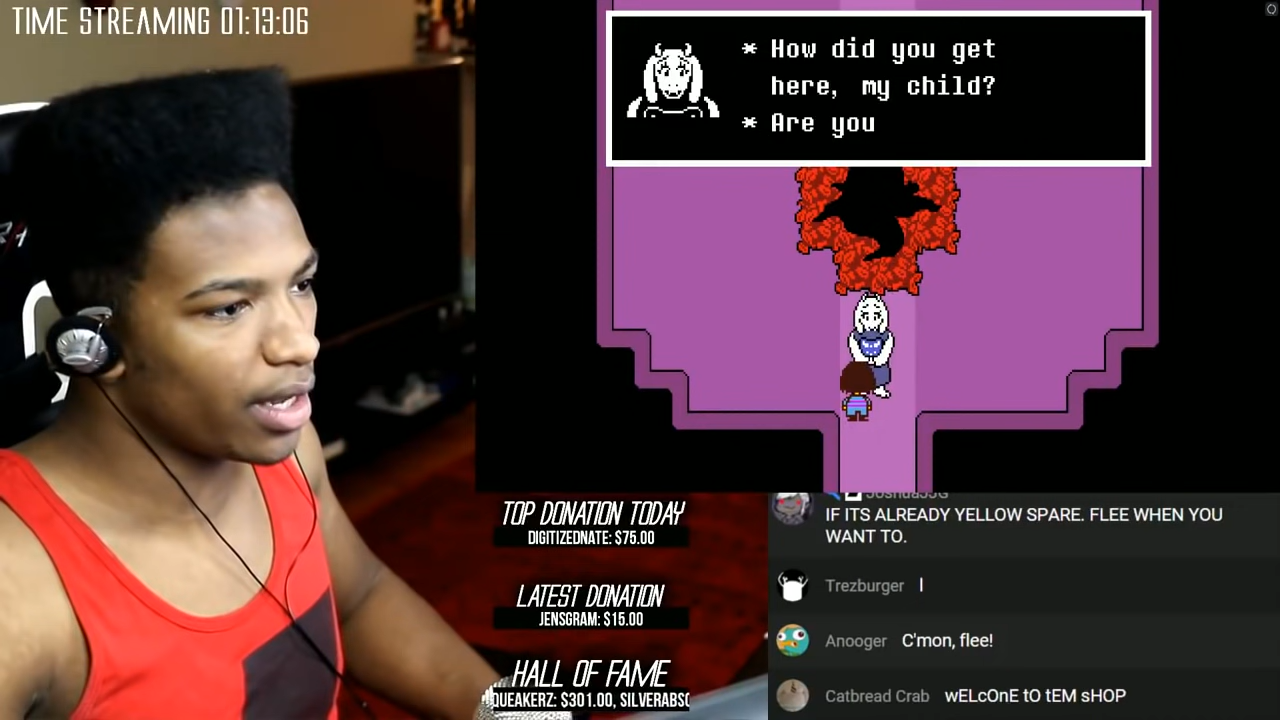 TIME STREAMING 01:13:06
* How did you get
here, my child?
* Are you
TOP DONATION TODAY
DIGITIZEDNATE: $75.00
LATEST DONATION
JENSGRAM: $15.00
HALL OF FAME
QUEAKERZ: $301.00, SILVERABSO
IF ITS ALREADY YELLOW SPARE. FLEE WHEN YOU
WANT TO.
Trezburger I
Anooger C'mon, flee!
Catbread Crab wELcOnE tO tEM sHOP